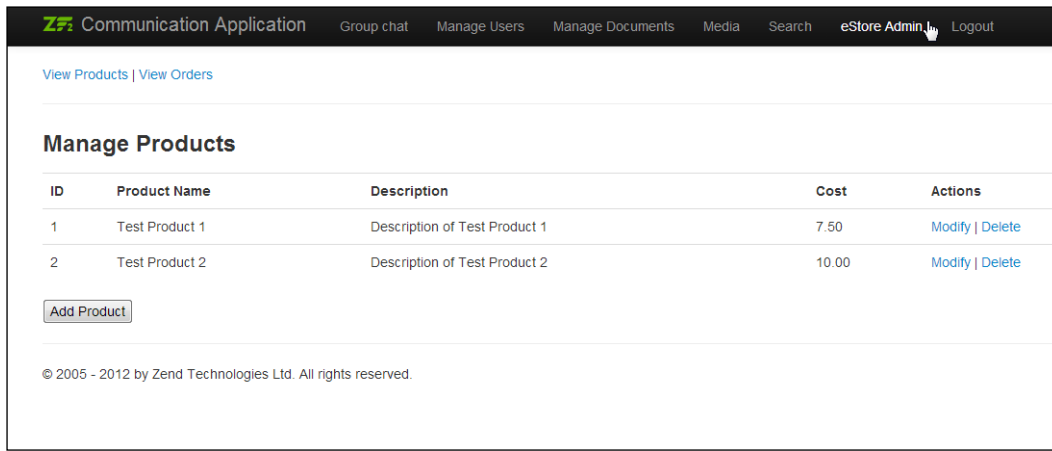 ZF2 Communication Application Group chat Manage Users Manage Documents Media Search eStore Admin Logout
View Products | View Orders
Manage Products
ID Product Name Description Cost Actions
1 Test Product 1 Description of Test Product 1 7.50 Modify | Delete
2 Test Product 2 Description of Test Product 2 10.00 Modify | Delete
Add Product
© 2005 - 2012 by Zend Technologies Ltd. All rights reserved.